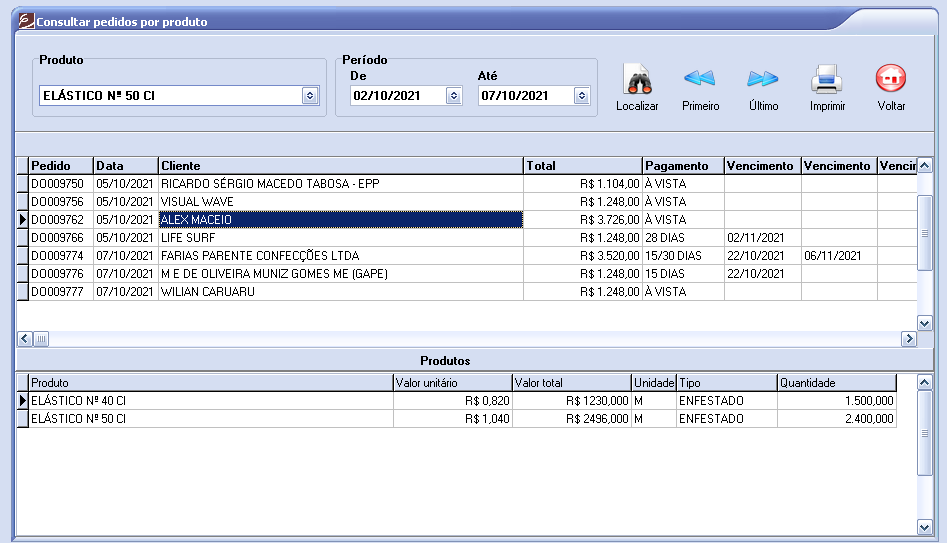 Consultar pedidos por produto
Produto
ELÁSTICO Nº 50 CI
Período
De Até
02/10/2021 07/10/2021
Localizar Primeiro Último Imprimir Voltar
Pedido Data Cliente Total Pagamento Vencimento Vencimento Vencir
DO009750 05/10/2021 RICARDO SÉRGIO MACEDO TABOSA - EPP R$ 1.104,00 À VISTA
DO009756 05/10/2021 VISUAL WAVE R$ 1.248,00 À VISTA
DO009762 05/10/2021 ALEX MACEIO R$ 3.726,00 À VISTA
DO009766 05/10/2021 LIFE SURF R$ 1.248,00 28 DIAS 02/11/2021
DO009774 07/10/2021 FARIAS PARENTE CONFECÇÕES LTDA R$ 3.520,00 15/30 DIAS 22/10/2021 06/11/2021
DO009776 07/10/2021 M E DE OLIVEIRA MUNIZ GOMES ME (GAPE) R$ 1.248,00 15 DIAS 22/10/2021
DO009777 07/10/2021 WILIAN CARUARU R$ 1.248,00 À VISTA
Produtos
Produto Valor unitário Valor total Unidade Tipo Quantidade
ELÁSTICO Nº 40 CI R$ 0,820 R$ 1230,000 M ENFESTADO 1.500,000
ELÁSTICO Nº 50 CI R$ 1,040 R$ 2496,000 M ENFESTADO 2.400,000